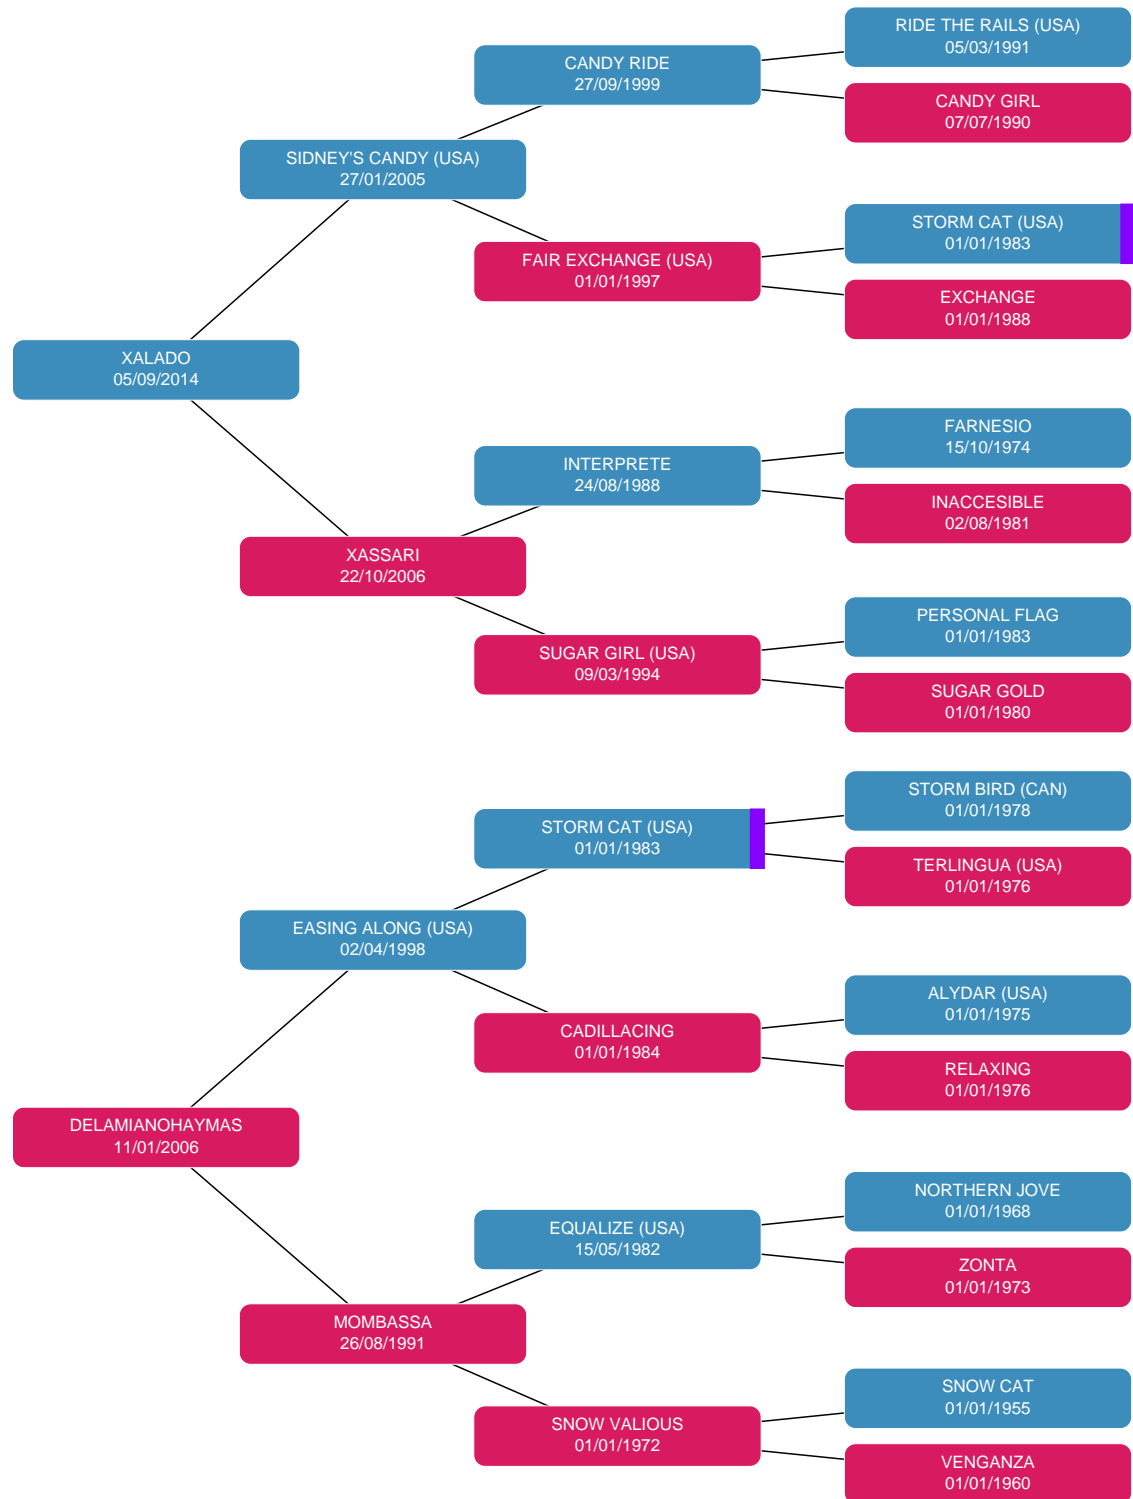 RIDE THE RAILS (USA)
05/03/1991
CANDY RIDE
27/09/1999
CANDY GIRL
07/07/1990
SIDNEY'S CANDY (USA)
27/01/2005
STORM CAT (USA)
01/01/1983
FAIR EXCHANGE (USA)
01/01/1997
EXCHANGE
01/01/1988
XALADO
05/09/2014
FARNESIO
15/10/1974
INTERPRETE
24/08/1988
INACCESIBLE
02/08/1981
XASSARI
22/10/2006
PERSONAL FLAG
01/01/1983
SUGAR GIRL (USA)
09/03/1994
SUGAR GOLD
01/01/1980
STORM BIRD (CAN)
01/01/1978
STORM CAT (USA)
01/01/1983
TERLINGUA (USA)
01/01/1976
EASING ALONG (USA)
02/04/1998
ALYDAR (USA)
01/01/1975
CADILLACING
01/01/1984
RELAXING
01/01/1976
DELAMIANOHAYMAS
11/01/2006
NORTHERN JOVE
01/01/1968
EQUALIZE (USA)
15/05/1982
ZONTA
01/01/1973
MOMBASSA
26/08/1991
SNOW CAT
01/01/1955
SNOW VALIOUS
01/01/1972
VENGANZA
01/01/1960